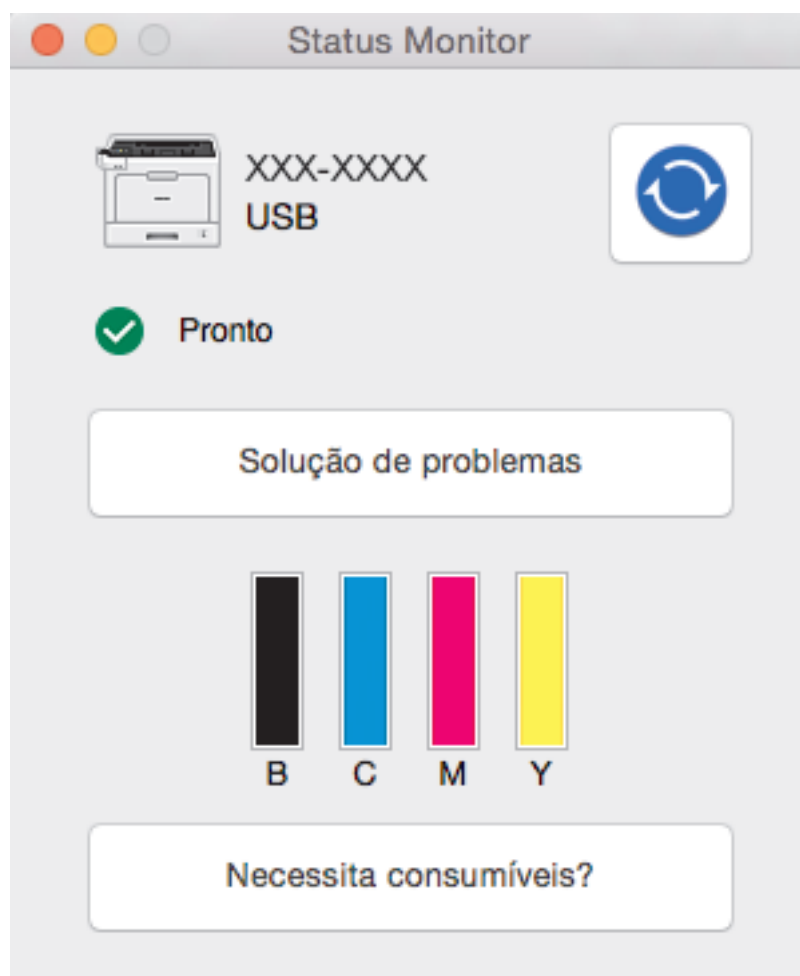 Status Monitor
XXX-XXXX
USB
Pronto
Solução de problemas
B C M Y
Necessita consumíveis?